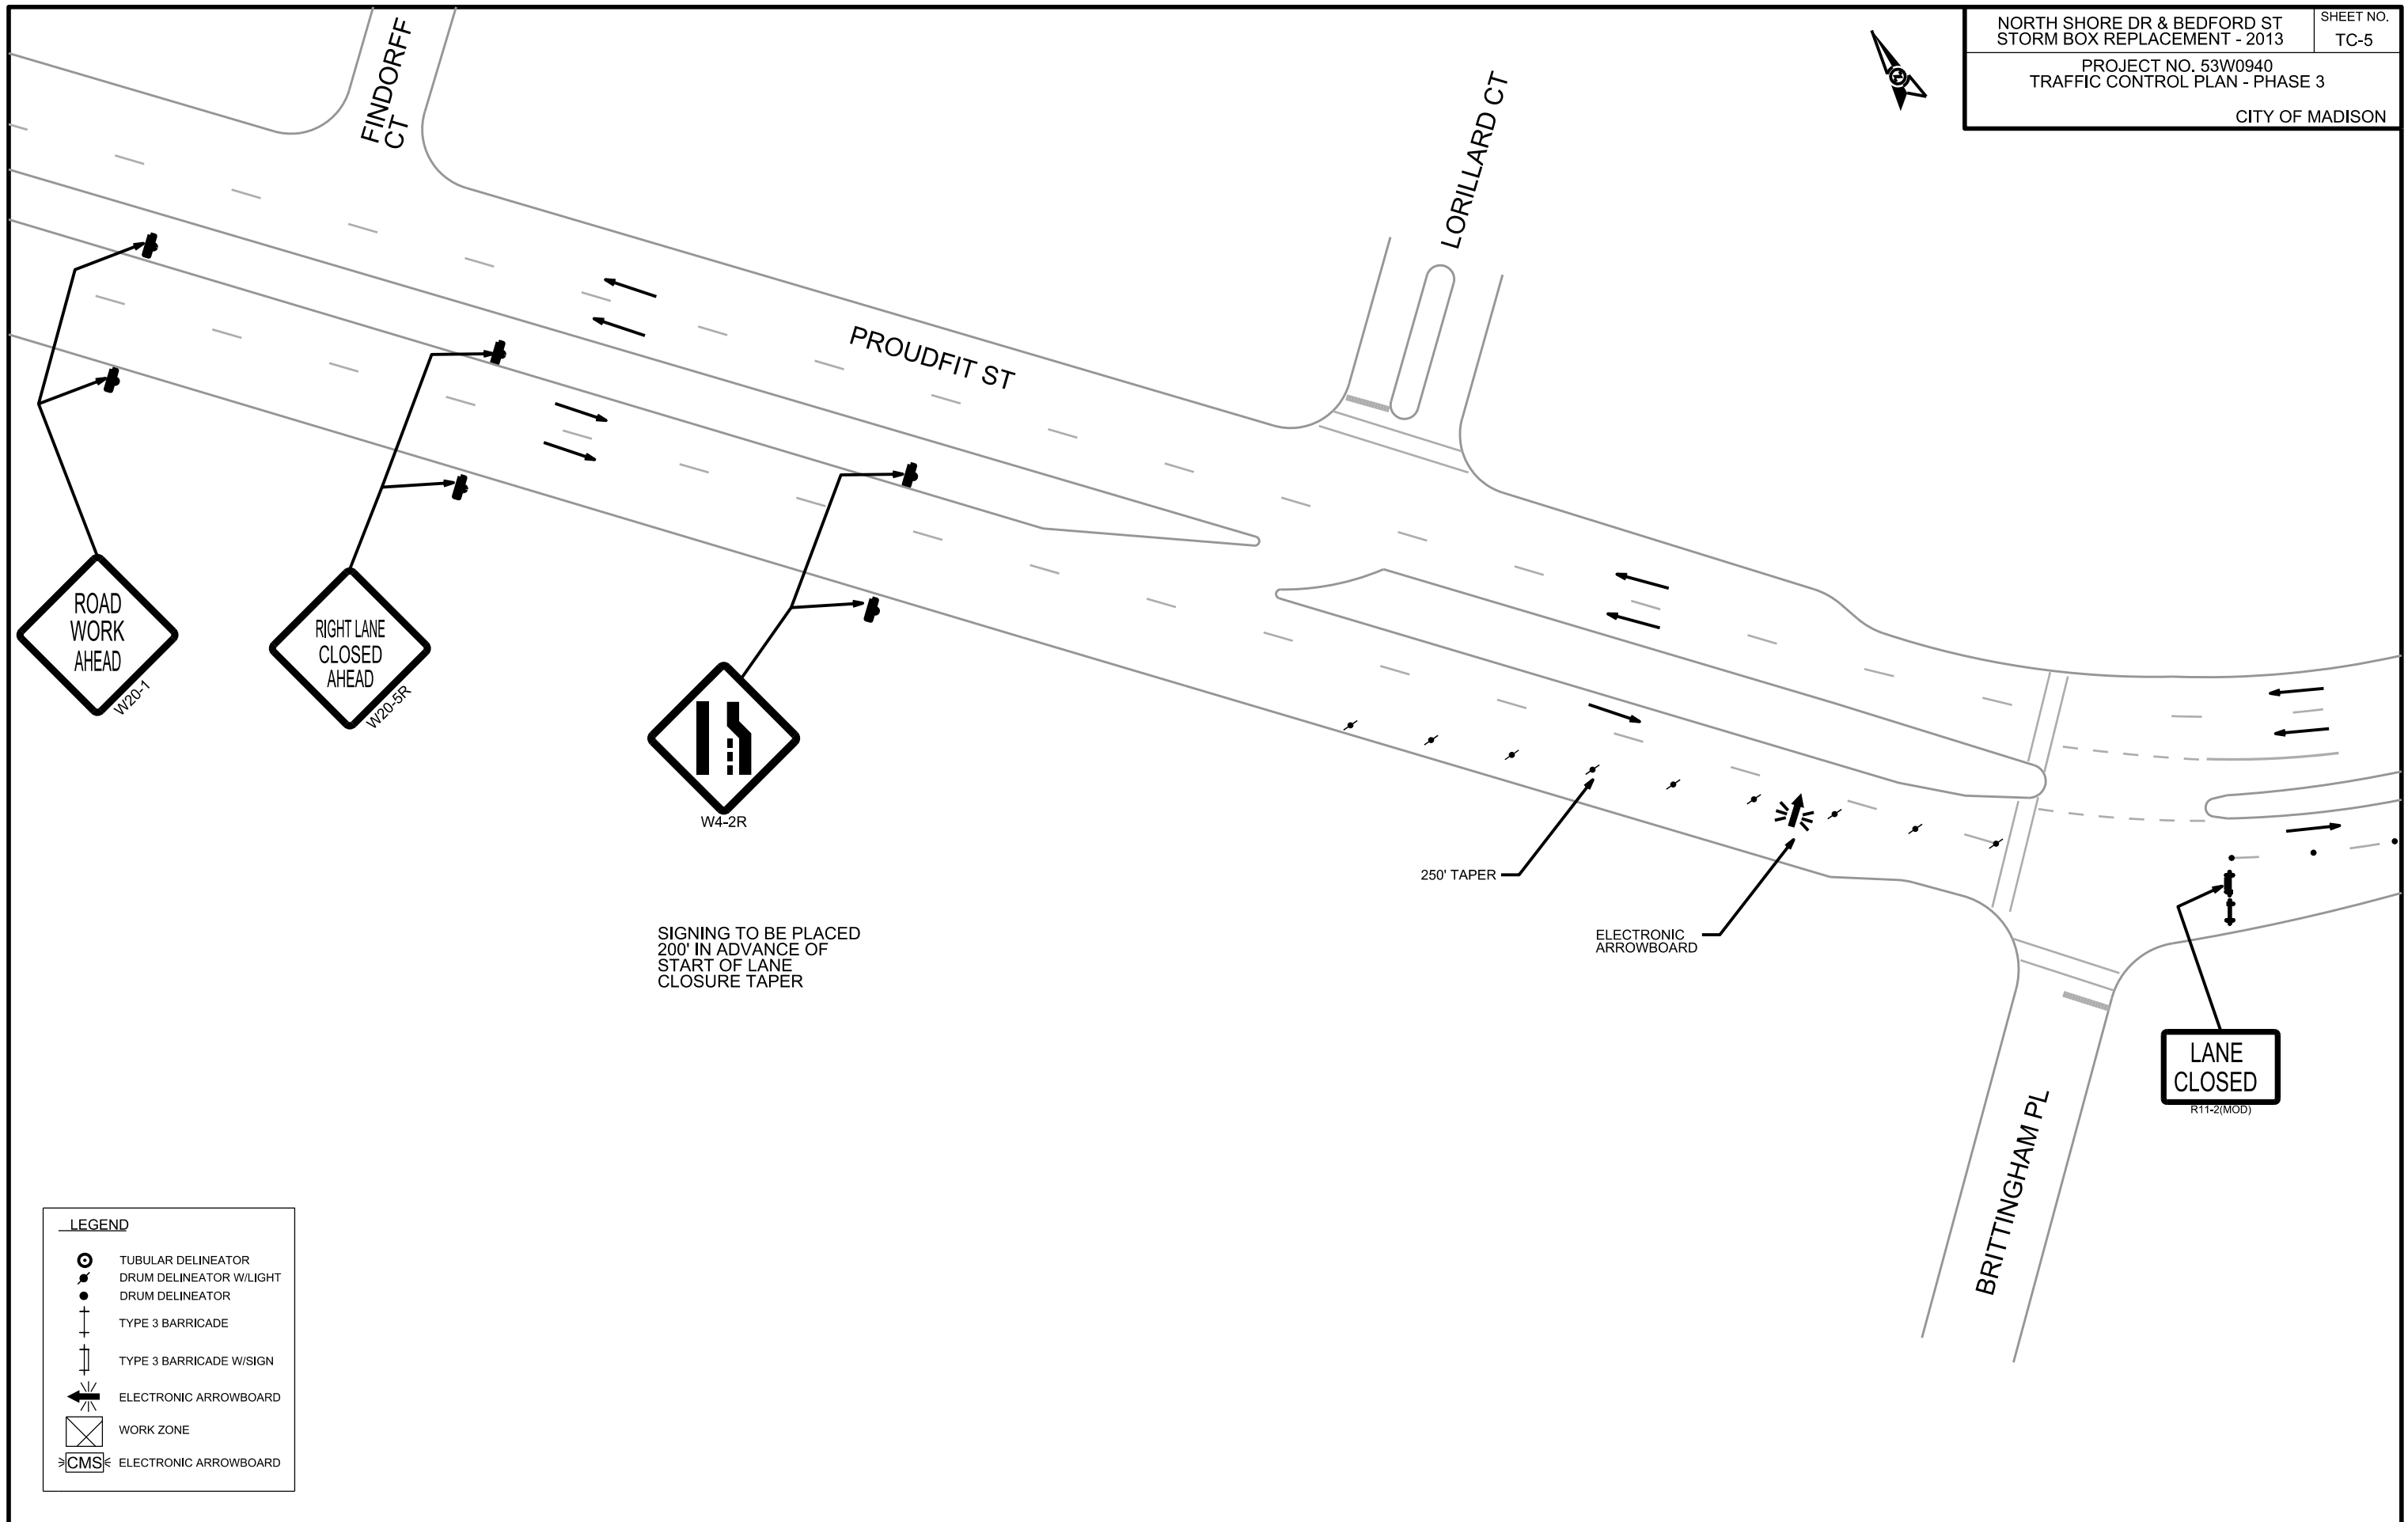 NORTH SHORE DR & BEDFORD ST
STORM BOX REPLACEMENT - 2013
SHEET NO.
TC-5
PROJECT NO. 53W0940
TRAFFIC CONTROL PLAN - PHASE 3
CITY OF MADISON
FINDORFF
CT
LORILLARD CT
PROUDFIT ST
ROAD
WORK
AHEAD
W20-1
RIGHT LANE
CLOSED
AHEAD
W20-5R
W4-2R
250' TAPER
ELECTRONIC
ARROWBOARD
SIGNING TO BE PLACED
200' IN ADVANCE OF
START OF LANE
CLOSURE TAPER
LANE
CLOSED
R11-2(MOD)
BRITTINGHAM PL
LEGEND
TUBULAR DELINEATOR
DRUM DELINEATOR W/LIGHT
DRUM DELINEATOR
TYPE 3 BARRICADE
TYPE 3 BARRICADE W/SIGN
ELECTRONIC ARROWBOARD
WORK ZONE
CMS ELECTRONIC ARROWBOARD